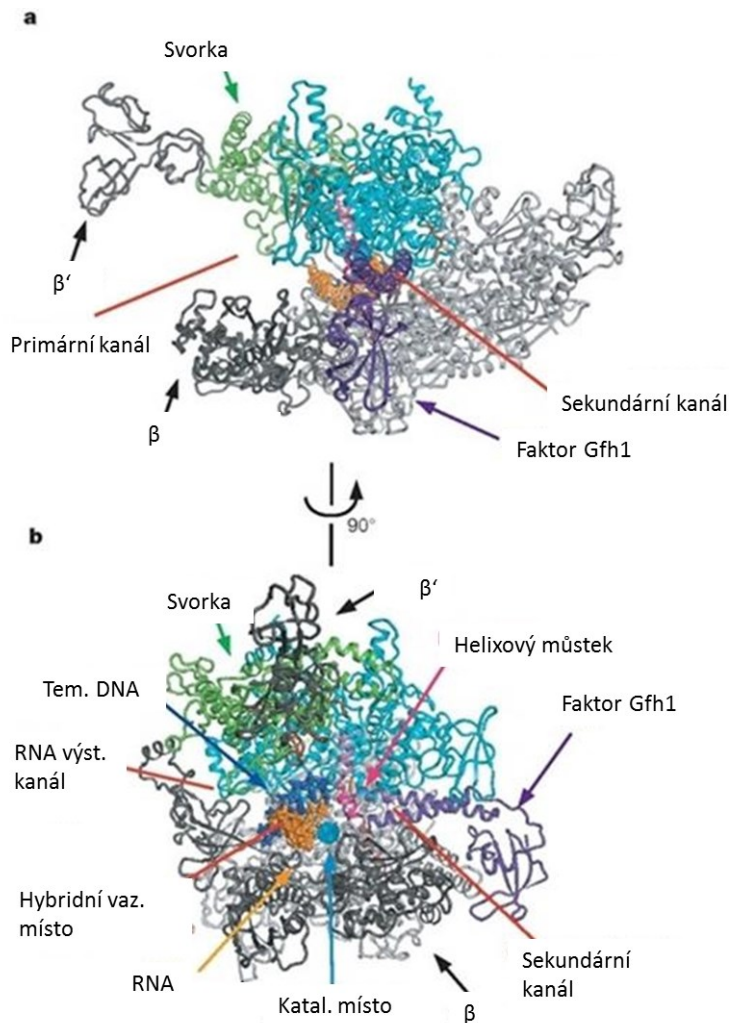 a
Svorka
β‘
Primární kanál
β
Sekundární kanál
Faktor Gfh1
90°
b
β‘
Svorka
Helixový můstek
Tem. DNA
Faktor Gfh1
RNA výst.
kanál
Hybridní vaz.
místo
RNA
Katal. místo
Sekundární
kanál
β